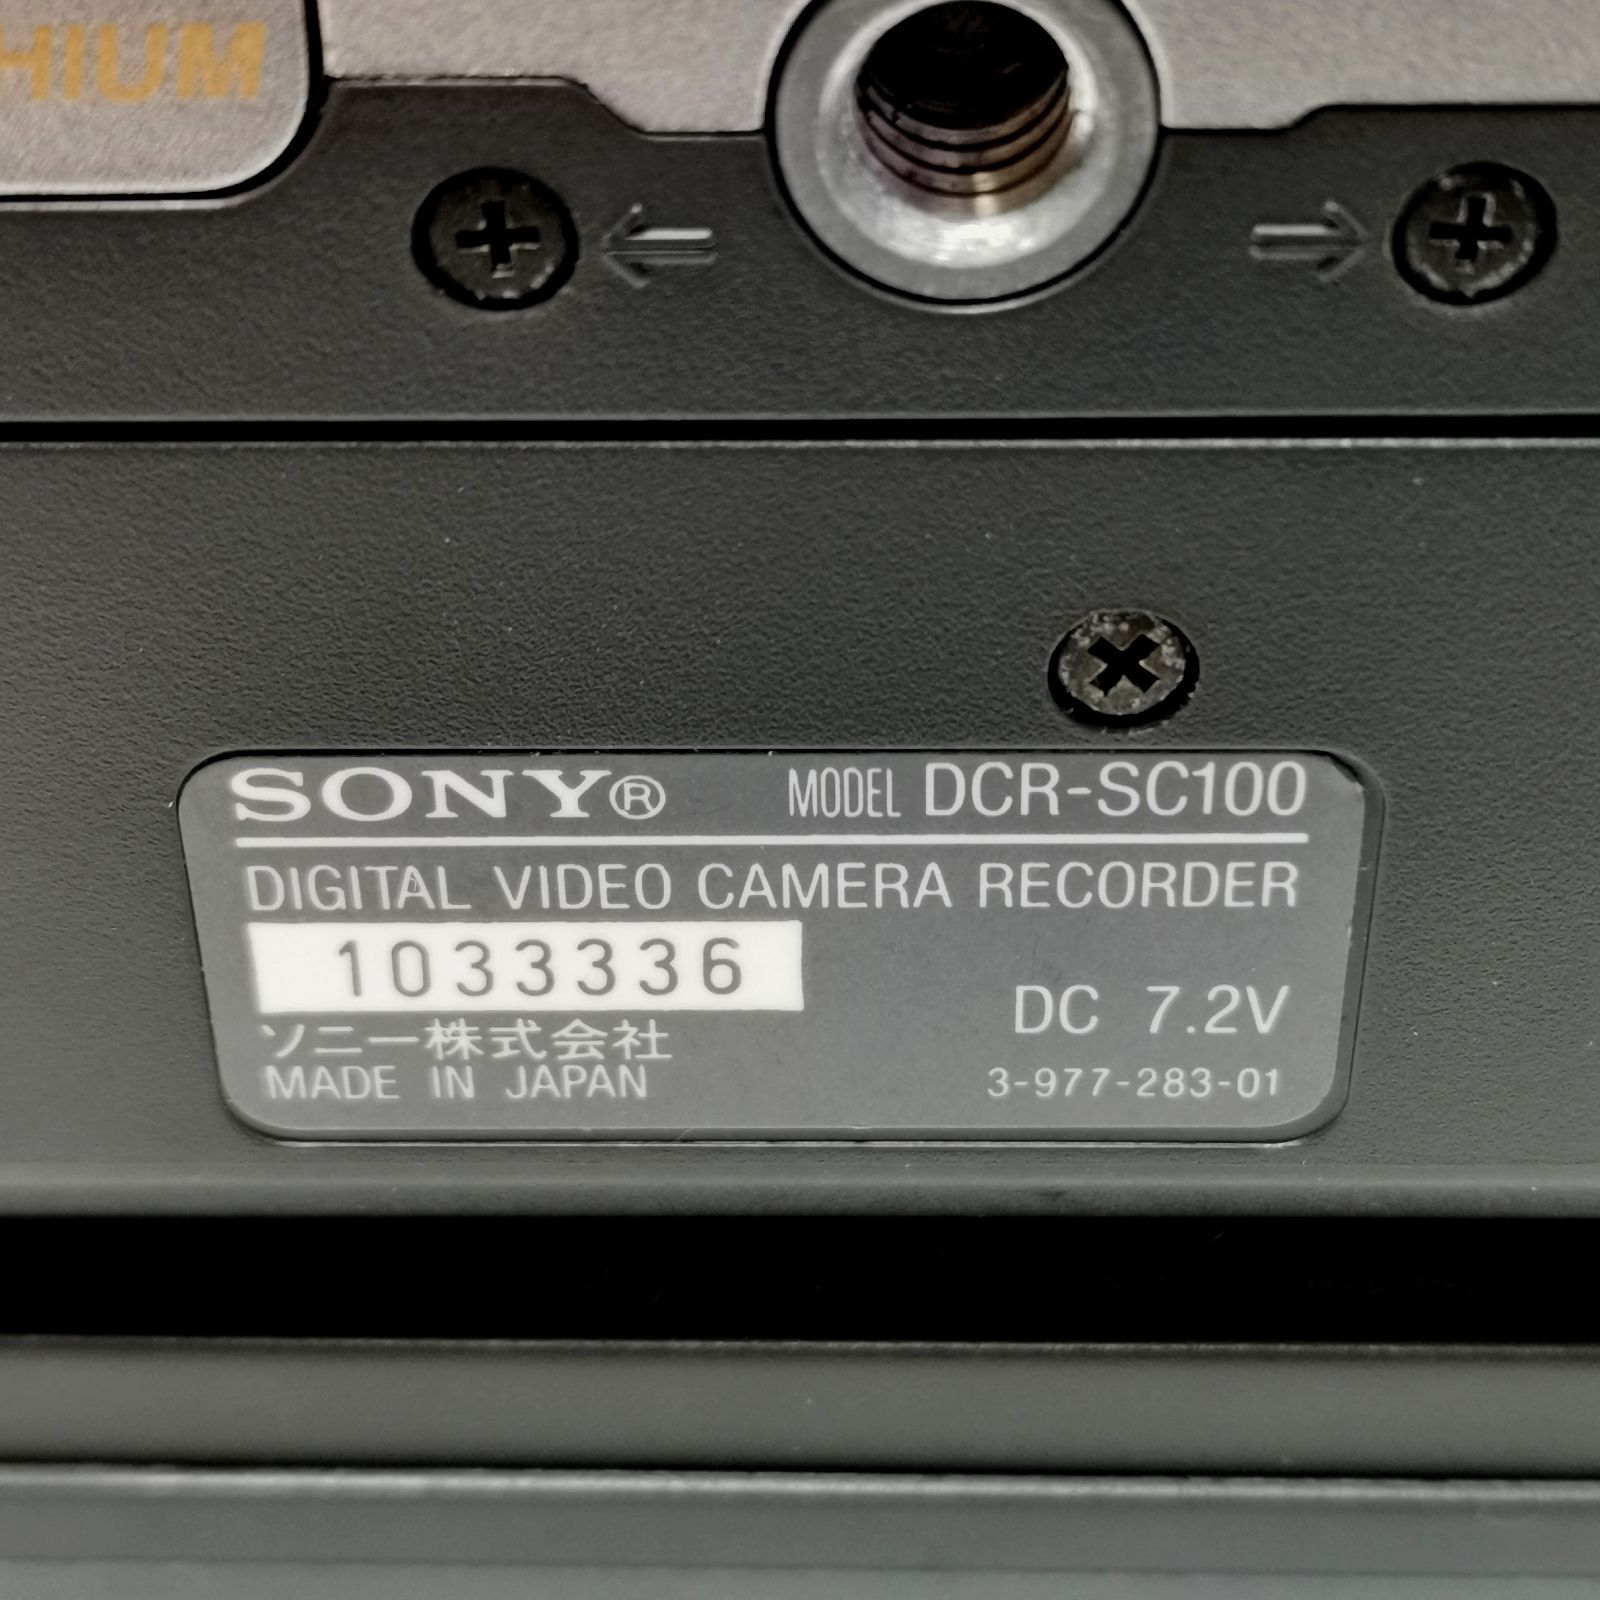 HIUM
SONY® MODEL DCR-SC100
DIGITAL VIDEO CAMERA RECORDER
1033336
DC 7.2V
ソニー株式会社
MADE IN JAPAN
3-977-283-01